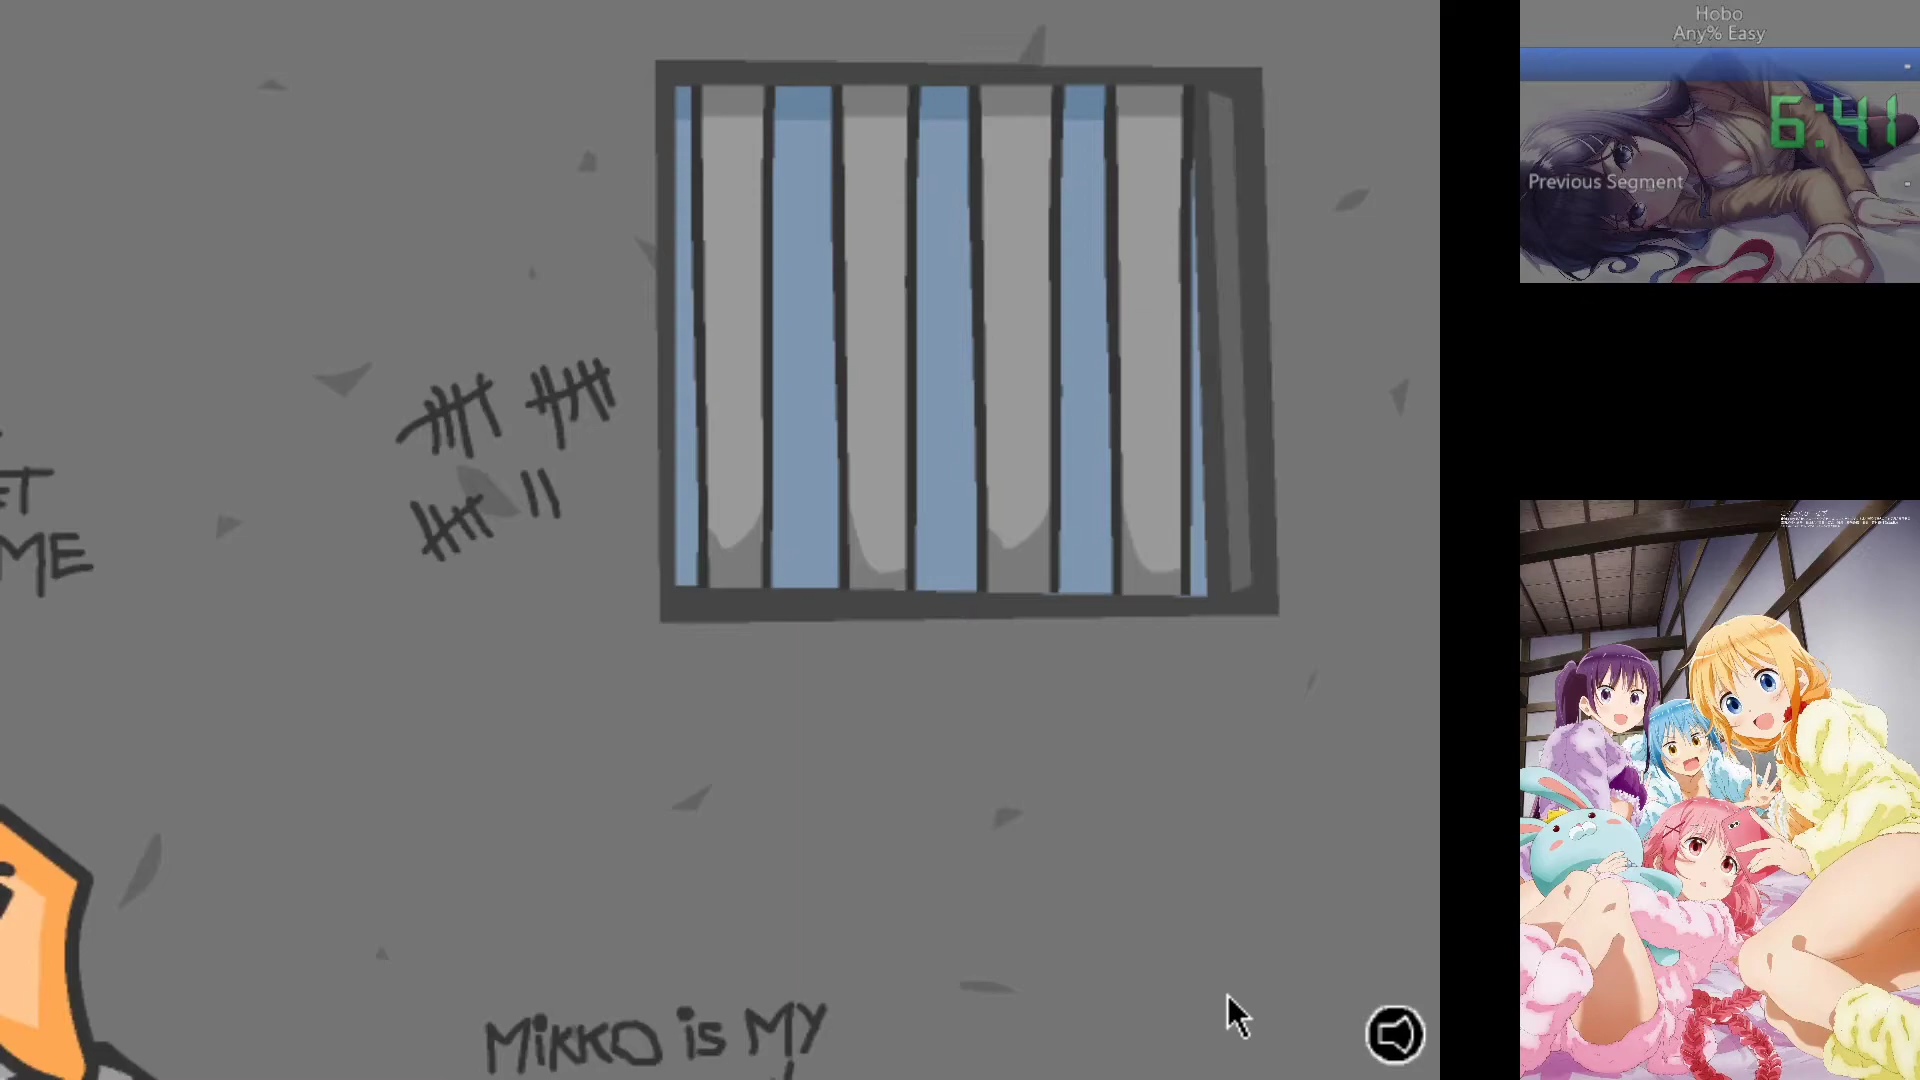 Hobo
Any% Easy
-
6:41
Previous Segment
-
ET
ME
MiKKO is MY